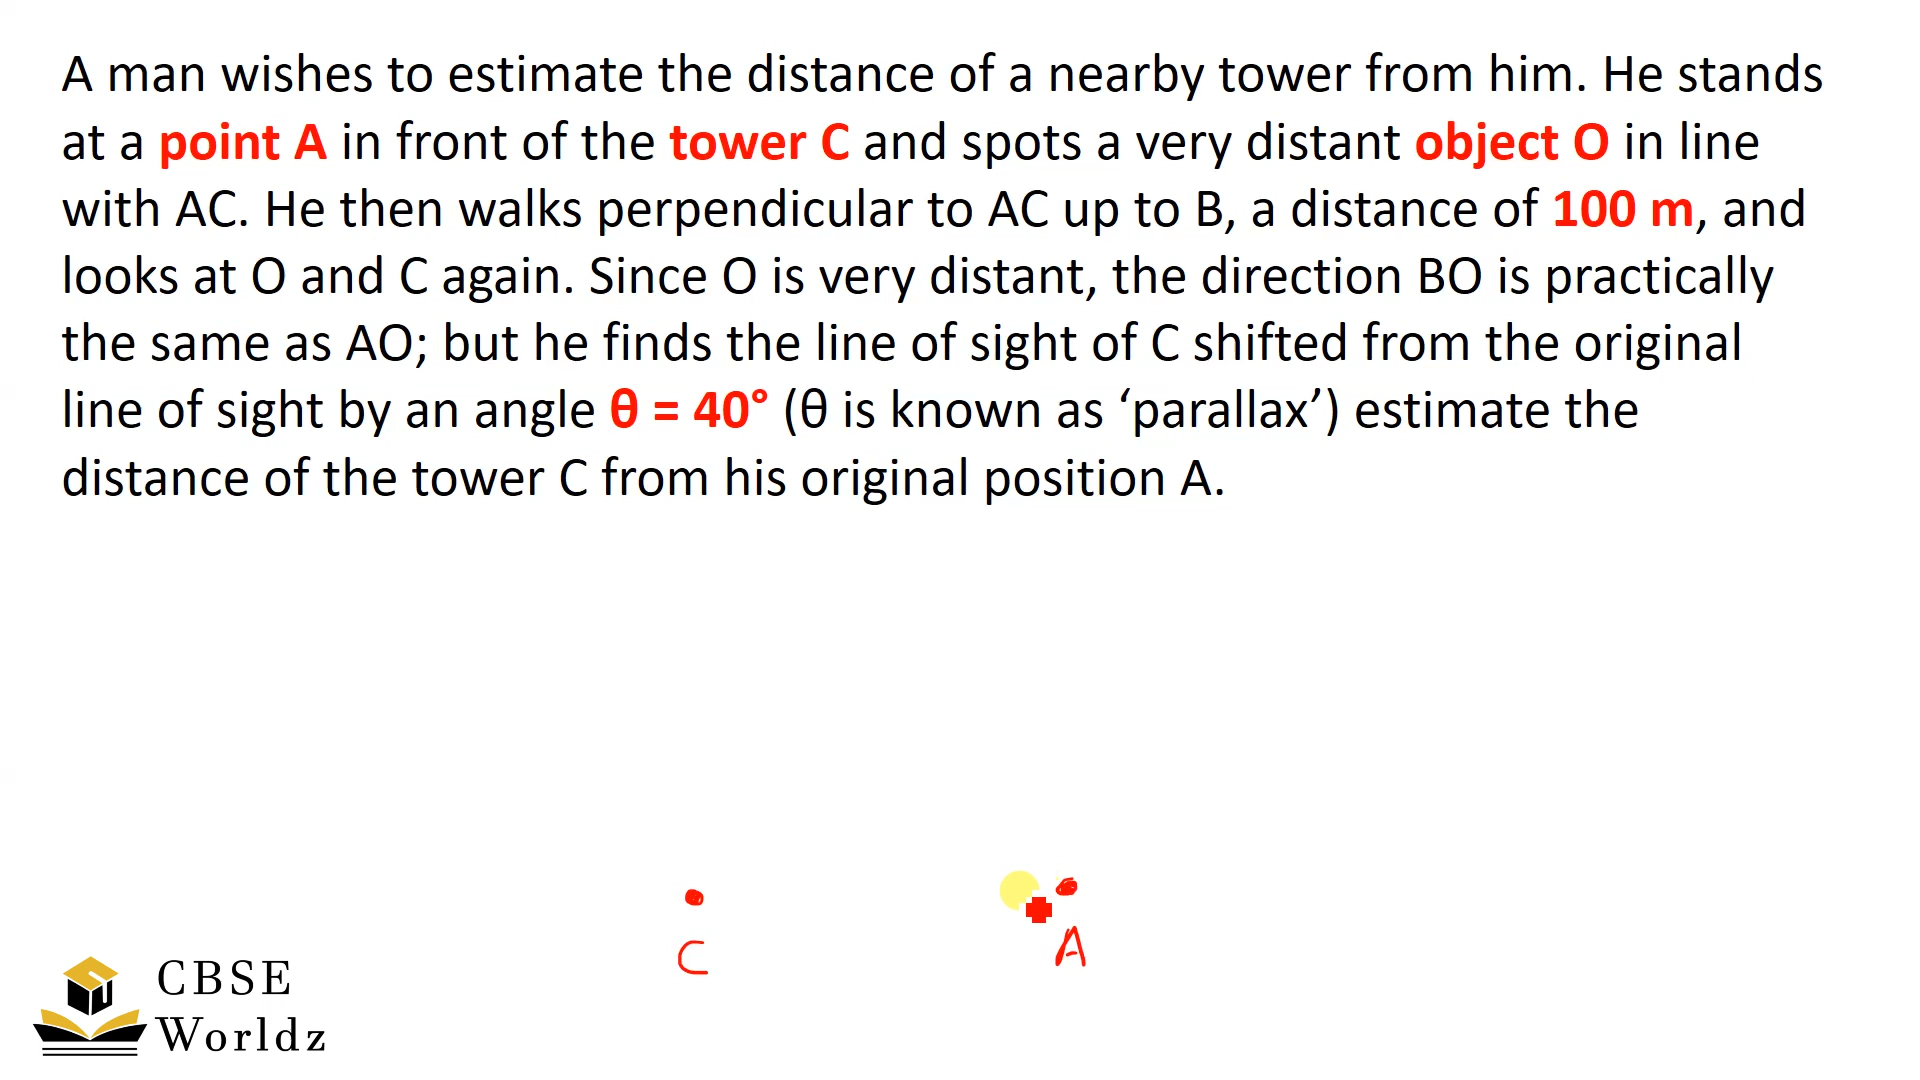 A man wishes to estimate the distance of a nearby tower from him. He stands
at a point A in front of the tower C and spots a very distant object O in line
with AC. He then walks perpendicular to AC up to B, a distance of 100 m, and
looks at O and C again. Since O is very distant, the direction BO is practically
the same as AO; but he finds the line of sight of C shifted from the original
line of sight by an angle θ = 40° (θ is known as ‘parallax’) estimate the
distance of the tower C from his original position A.
C A
CBSE
Worldz